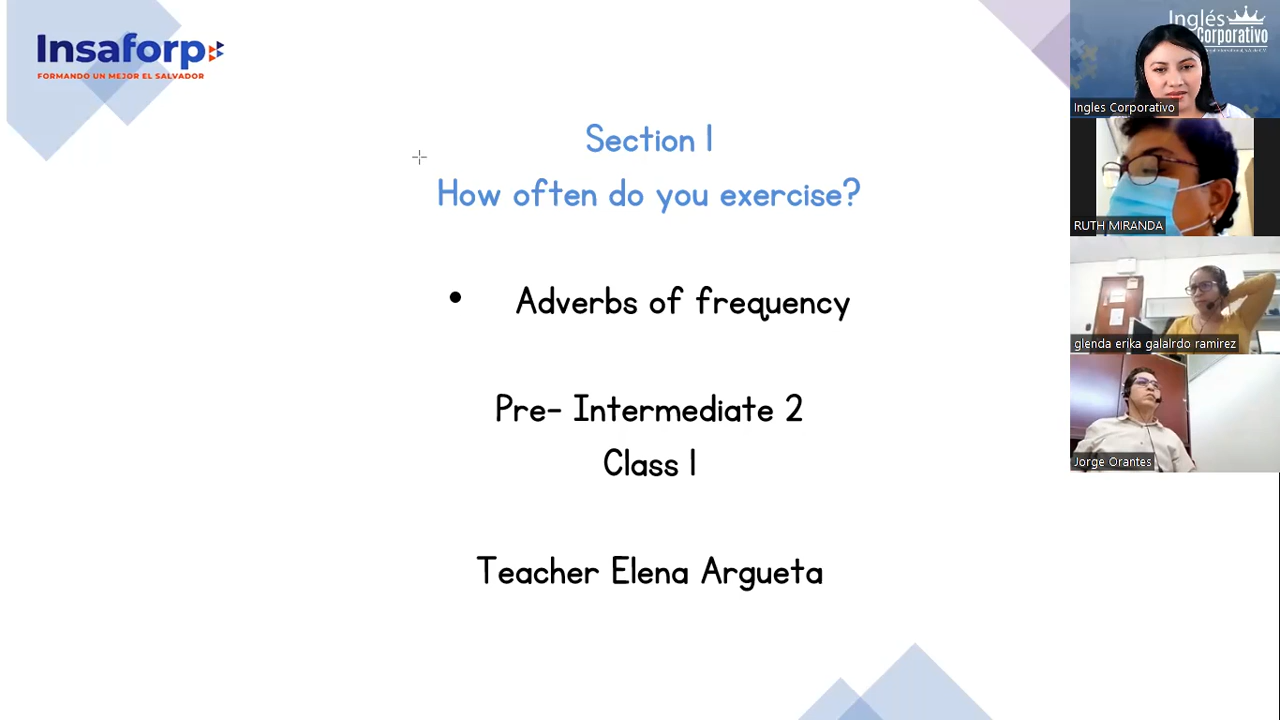 Insaforp
FORMANDO UN MEJOR EL SALVADOR
Section 1
How often do you exercise?
• Adverbs of frequency
Pre- Intermediate 2
Class 1
Teacher Elena Argueta
Inglés
Corporativo
Ingles Corporativo
RUTH MIRANDA
glenda erika galalrdo ramirez
Jorge Orantes